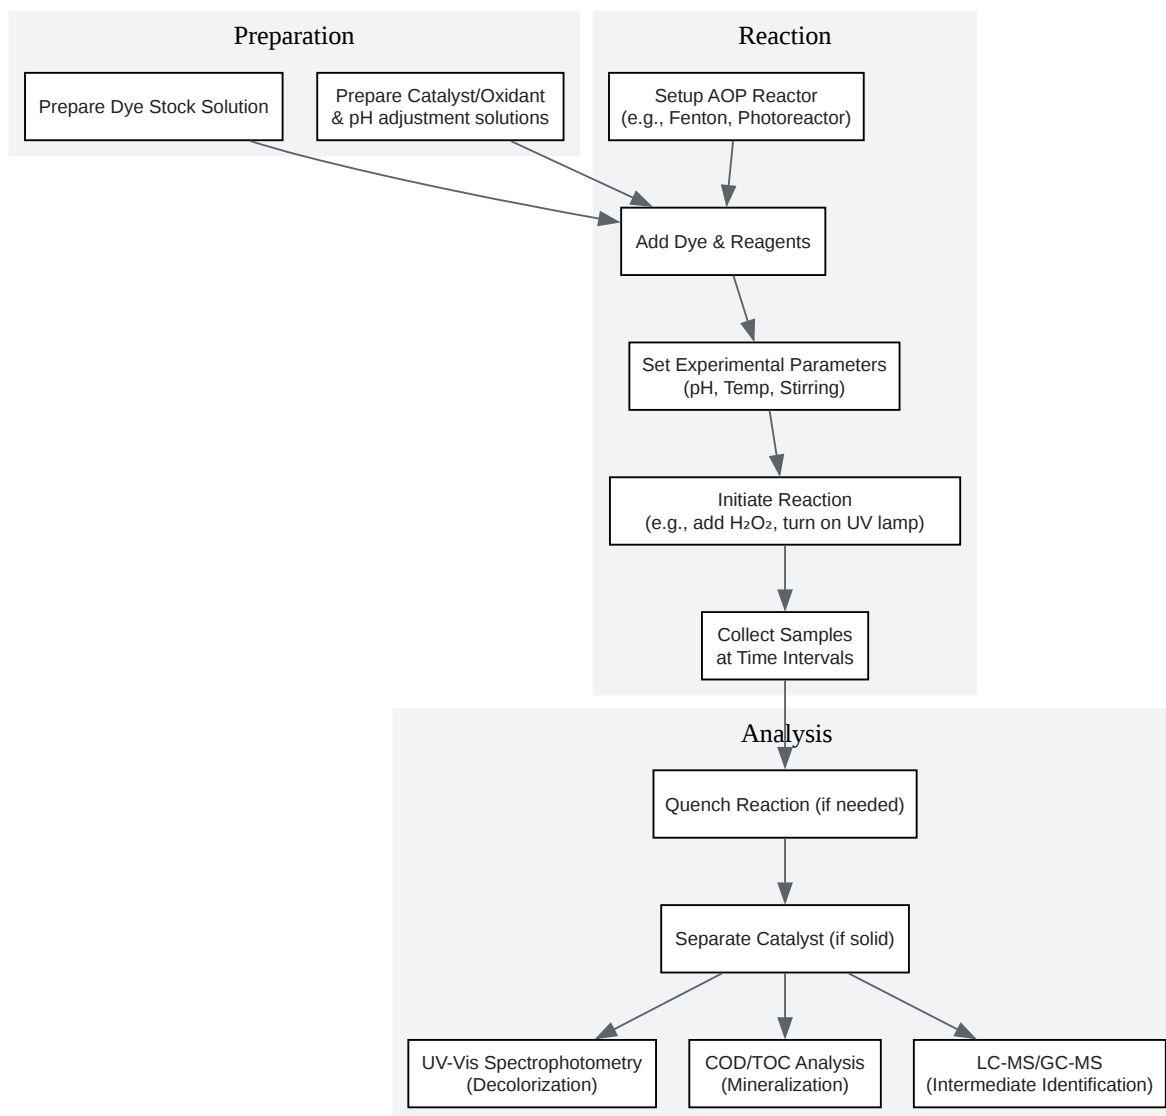 Preparation
Reaction
Prepare Dye Stock Solution
Prepare Catalyst/Oxidant
& pH adjustment solutions
Setup AOP Reactor
(e.g., Fenton, Photoreactor)
Add Dye & Reagents
Set Experimental Parameters
(pH, Temp, Stirring)
Initiate Reaction
(e.g., add H₂O₂, turn on UV lamp)
Collect Samples
at Time Intervals
Analysis
Quench Reaction (if needed)
Separate Catalyst (if solid)
UV-Vis Spectrophotometry
(Decolorization)
COD/TOC Analysis
(Mineralization)
LC-MS/GC-MS
(Intermediate Identification)